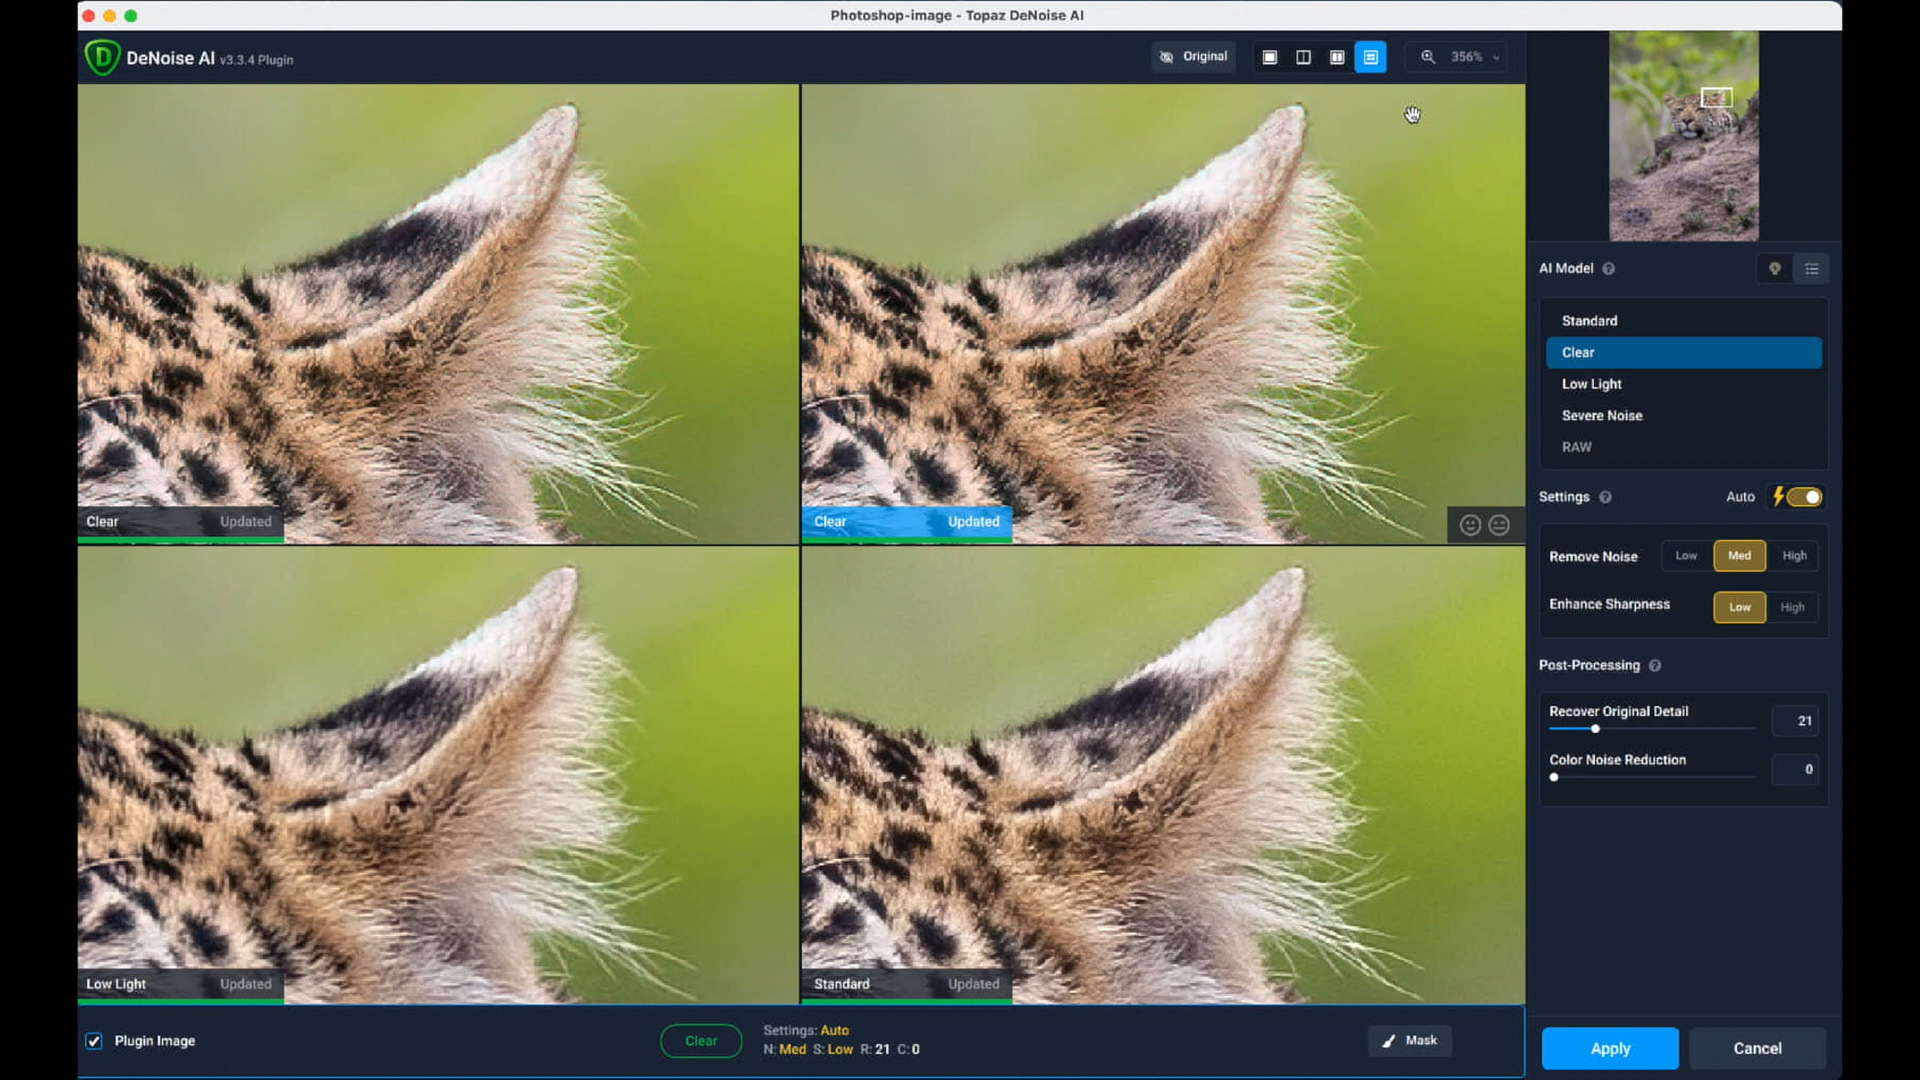 Photoshop-image - Topaz DeNoise AI
DeNoise AI v3.3.4 Plugin
Original
356%
Clear Updated
Clear Updated
Low Light Updated
Standard Updated
AI Model
Standard
Clear
Low Light
Severe Noise
RAW
Settings Auto
Remove Noise Low Med High
Enhance Sharpness Low High
Post-Processing
Recover Original Detail 21
Color Noise Reduction 0
Plugin Image
Clear
Settings: Auto
N: Med S: Low R: 21 C: 0
Mask
Apply
Cancel